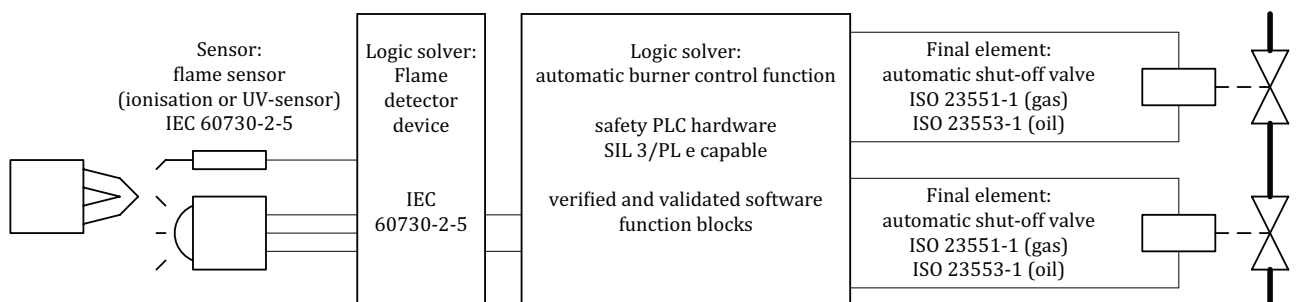 Sensor:
flame sensor
(ionisation or UV-sensor)
IEC 60730-2-5
Logic solver:
Flame
detector
device
IEC
60730-2-5
Logic solver:
automatic burner control function
safety PLC hardware
SIL 3/PL e capable
verified and validated software
function blocks
Final element:
automatic shut-off valve
ISO 23551-1 (gas)
ISO 23553-1 (oil)
Final element:
automatic shut-off valve
ISO 23551-1 (gas)
ISO 23553-1 (oil)